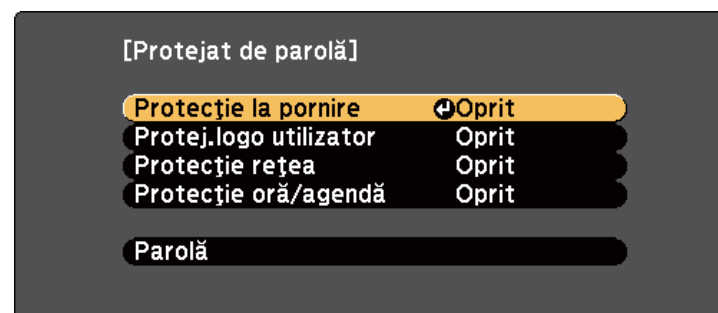 [Protejat de parolă]
Protecţie la pornire Oprit
Protej.logo utilizator Oprit
Protecţie reţea Oprit
Protecţie oră/agendă Oprit
Parolă